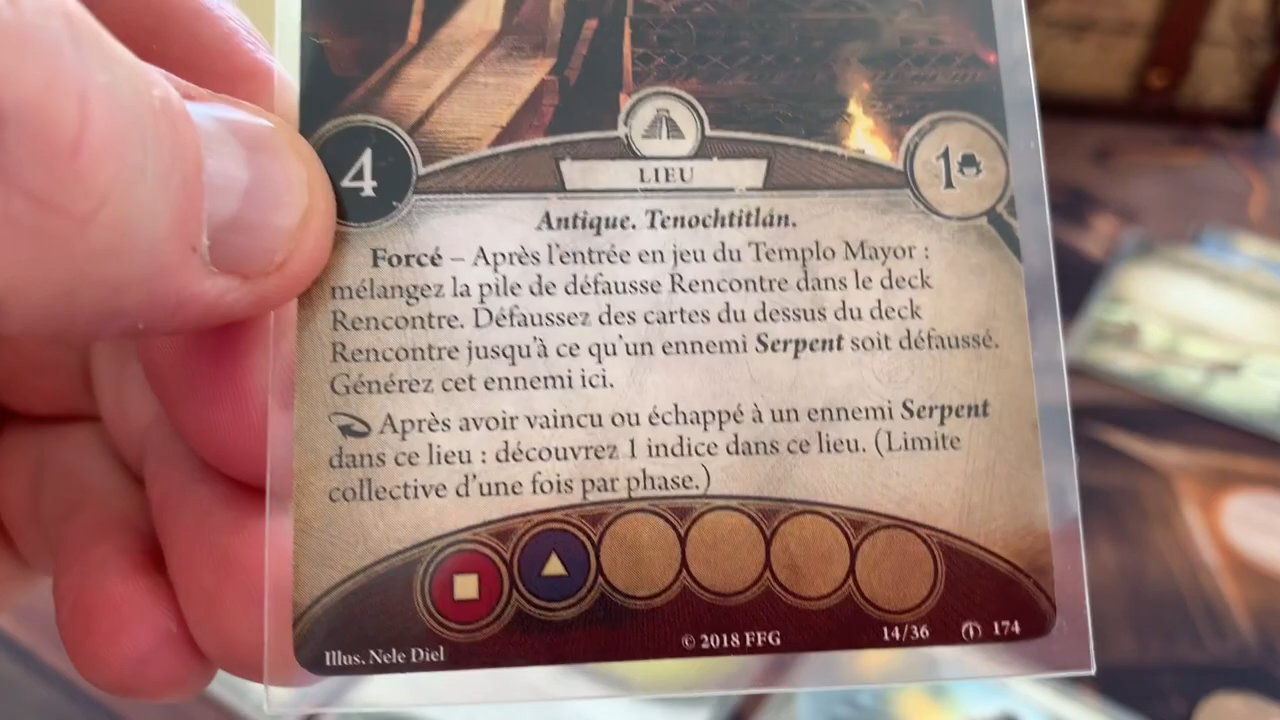 4
1
LIEU
Antique. Tenochtitlán.
Forcé – Après l'entrée en jeu du Templo Mayor :
mélangez la pile de défausse Rencontre dans le deck
Rencontre. Défaussez des cartes du dessus du deck
Rencontre jusqu'à ce qu'un ennemi Serpent soit défaussé.
Générez cet ennemi ici.
Après avoir vaincu ou échappé à un ennemi Serpent
dans ce lieu : découvrez 1 indice dans ce lieu. (Limite
collective d'une fois par phase.)
Illus. Nele Diel
© 2018 FFG
14/36
174